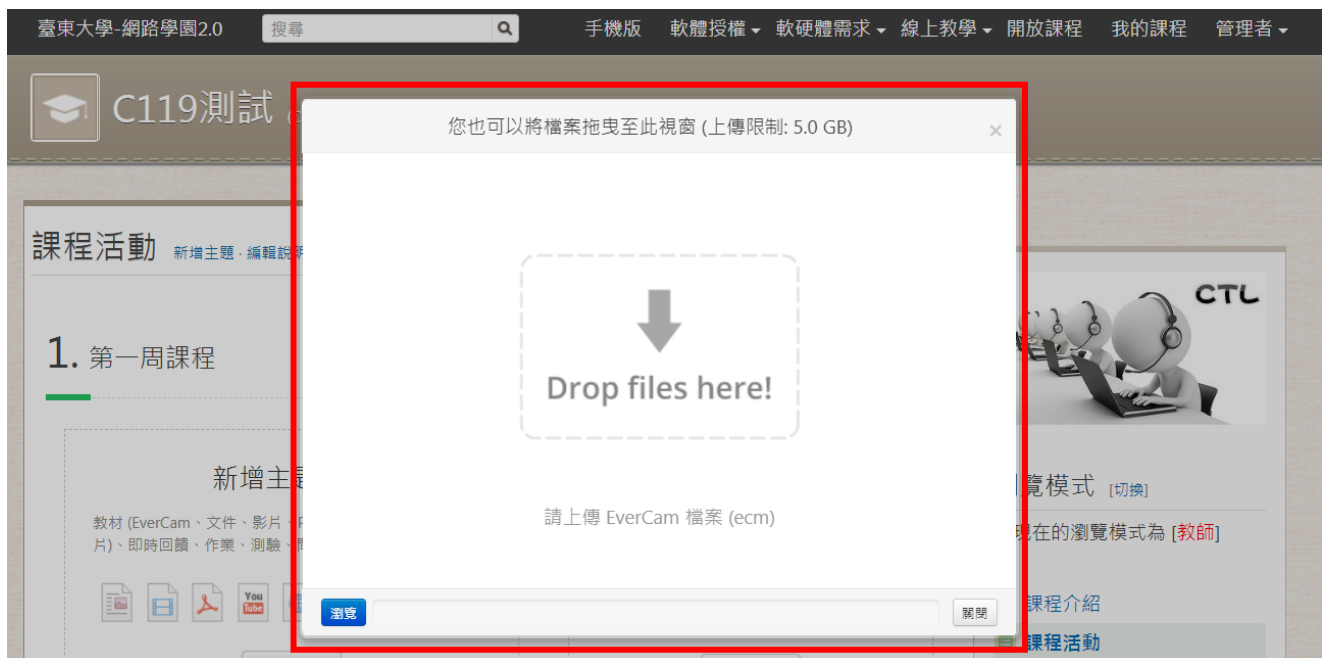 臺東大學-網路學園2.0 搜尋 手機版 軟體授權 軟硬體需求 線上教學 開放課程 我的課程 管理者
C119測試
您也可以將檔案拖曳至此視窗 (上傳限制: 5.0 GB) ×
課程活動 新增主題 · 編輯說明
CTL
1. 第一周課程
Drop files here!
新增主題
覽模式 [切換]
請上傳 EverCam 檔案 (ecm)
教材 (EverCam、文件、影片、
現在的瀏覽模式為 [教師]
片)、即時回饋、作業、測驗、
You
Tube
瀏覽 關閉
課程介紹
課程活動